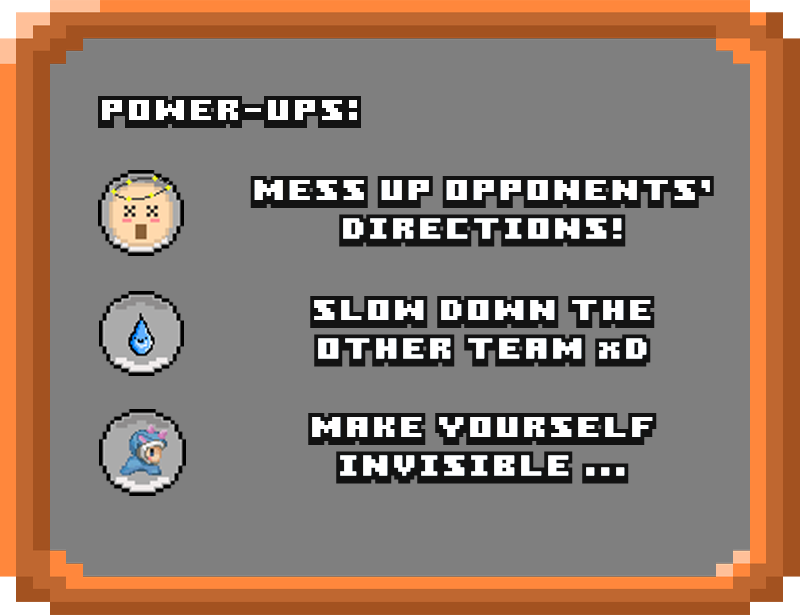 POWER-UPS:
MESS UP OPPONENTS'
DIRECTIONS!
SLOW DOWN THE
OTHER TEAM xD
MAKE YOURSELF
INVISIBLE ...